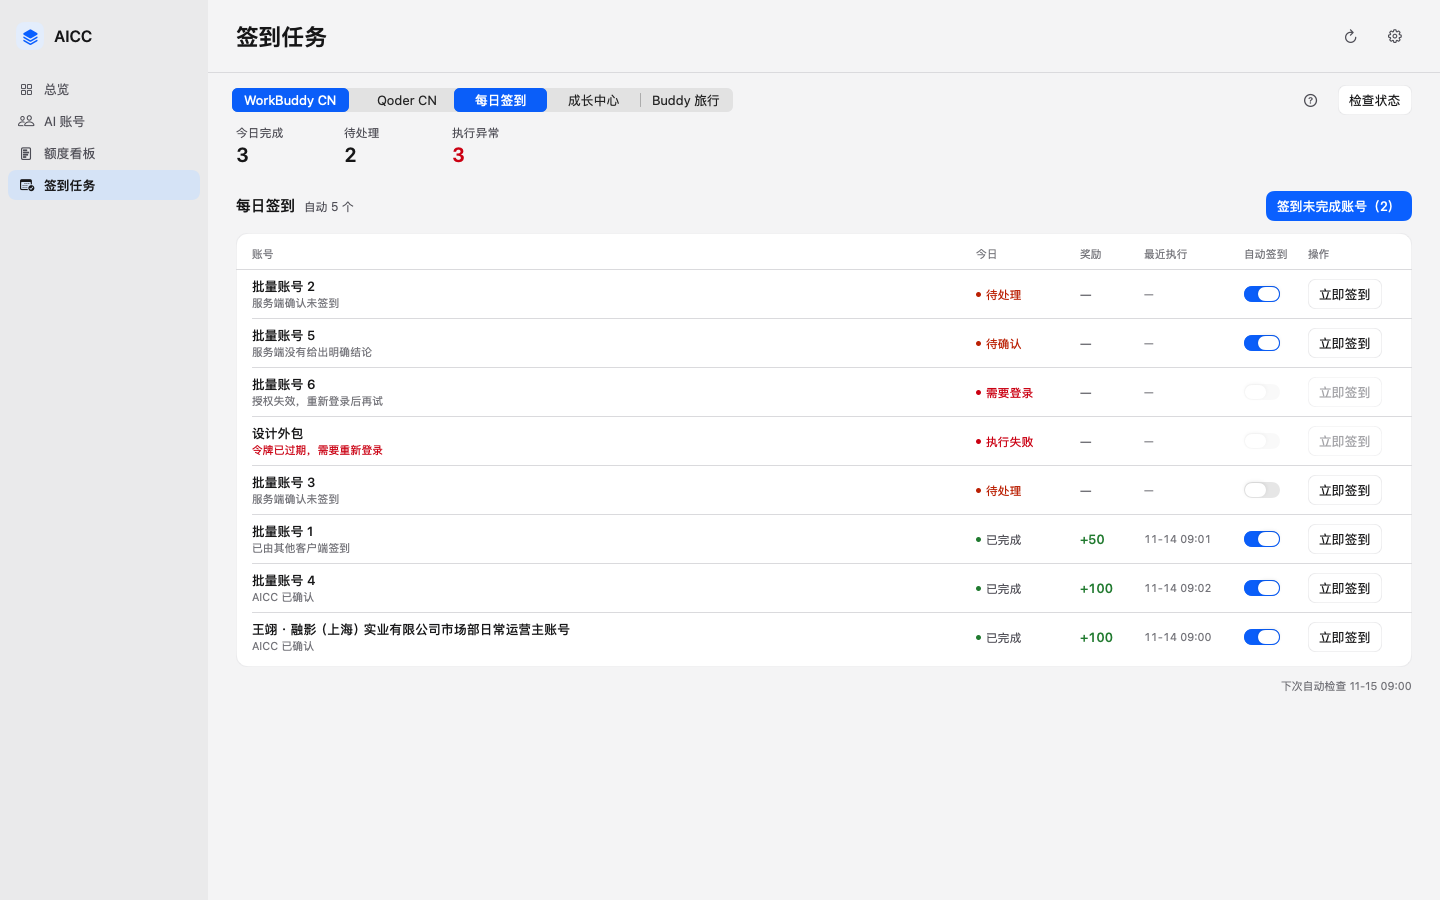 AICC
总览
AI 账号
额度看板
签到任务
签到任务
WorkBuddy CN
Qoder CN
每日签到
成长中心
Buddy 旅行
检查状态
今日完成
待处理
执行异常
3
2
3
每日签到 自动 5 个
签到未完成账号（2）
账号 今日 奖励 最近执行 自动签到 操作
批量账号 2
服务端确认未签到
待处理 — — 立即签到
批量账号 5
服务端没有给出明确结论
待确认 — — 立即签到
批量账号 6
授权失效，重新登录后再试
需要登录 — — 立即签到
设计外包
令牌已过期，需要重新登录
执行失败 — — 立即签到
批量账号 3
服务端确认未签到
待处理 — — 立即签到
批量账号 1
已由其他客户端签到
已完成 +50 11-14 09:01 立即签到
批量账号 4
AICC 已确认
已完成 +100 11-14 09:02 立即签到
王翊 · 融影（上海）实业有限公司市场部日常运营主账号
AICC 已确认
已完成 +100 11-14 09:00 立即签到
下次自动检查 11-15 09:00